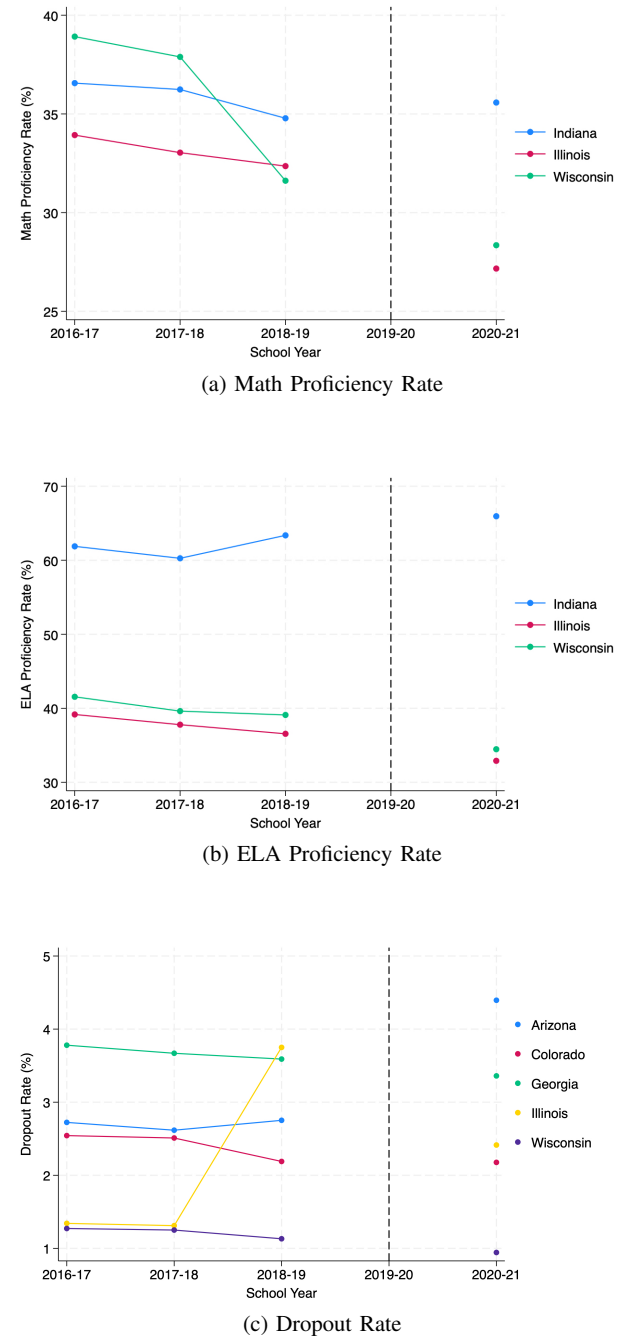 40
35
30
25
Math Proficiency Rate (%)
2016-17 2017-18 2018-19 2019-20 2020-21
School Year
Indiana
Illinois
Wisconsin
(a) Math Proficiency Rate
70
60
50
40
30
ELA Proficiency Rate (%)
2016-17 2017-18 2018-19 2019-20 2020-21
School Year
Indiana
Illinois
Wisconsin
(b) ELA Proficiency Rate
5
4
3
2
1
Dropout Rate (%)
2016-17 2017-18 2018-19 2019-20 2020-21
School Year
Arizona
Colorado
Georgia
Illinois
Wisconsin
(c) Dropout Rate